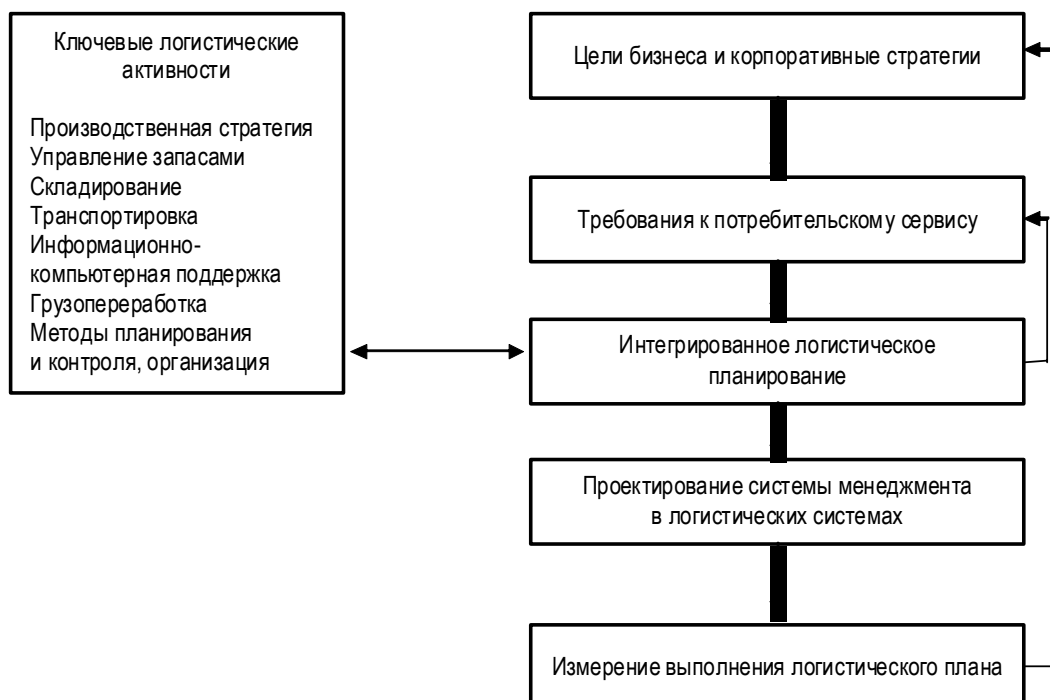 Ключевые логистические
активности
Производственная стратегия
Управление запасами
Складирование
Транспортировка
Информационно-
компьютерная поддержка
Грузопереработка
Методы планирования
и контроля, организация
Цели бизнеса и корпоративные стратегии
Требования к потребительскому сервису
Интегрированное логистическое
планирование
Проектирование системы менеджмента
в логистических системах
Измерение выполнения логистического плана